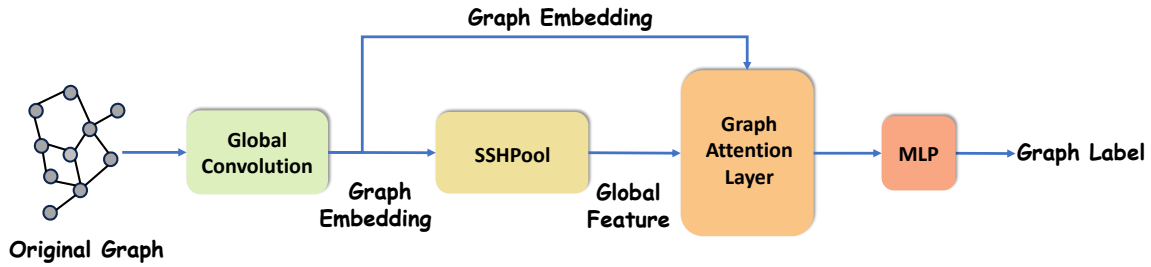 Graph Embedding
Original Graph
Global
Convolution
Graph
Embedding
SSHPool
Global
Feature
Graph
Attention
Layer
MLP
Graph Label